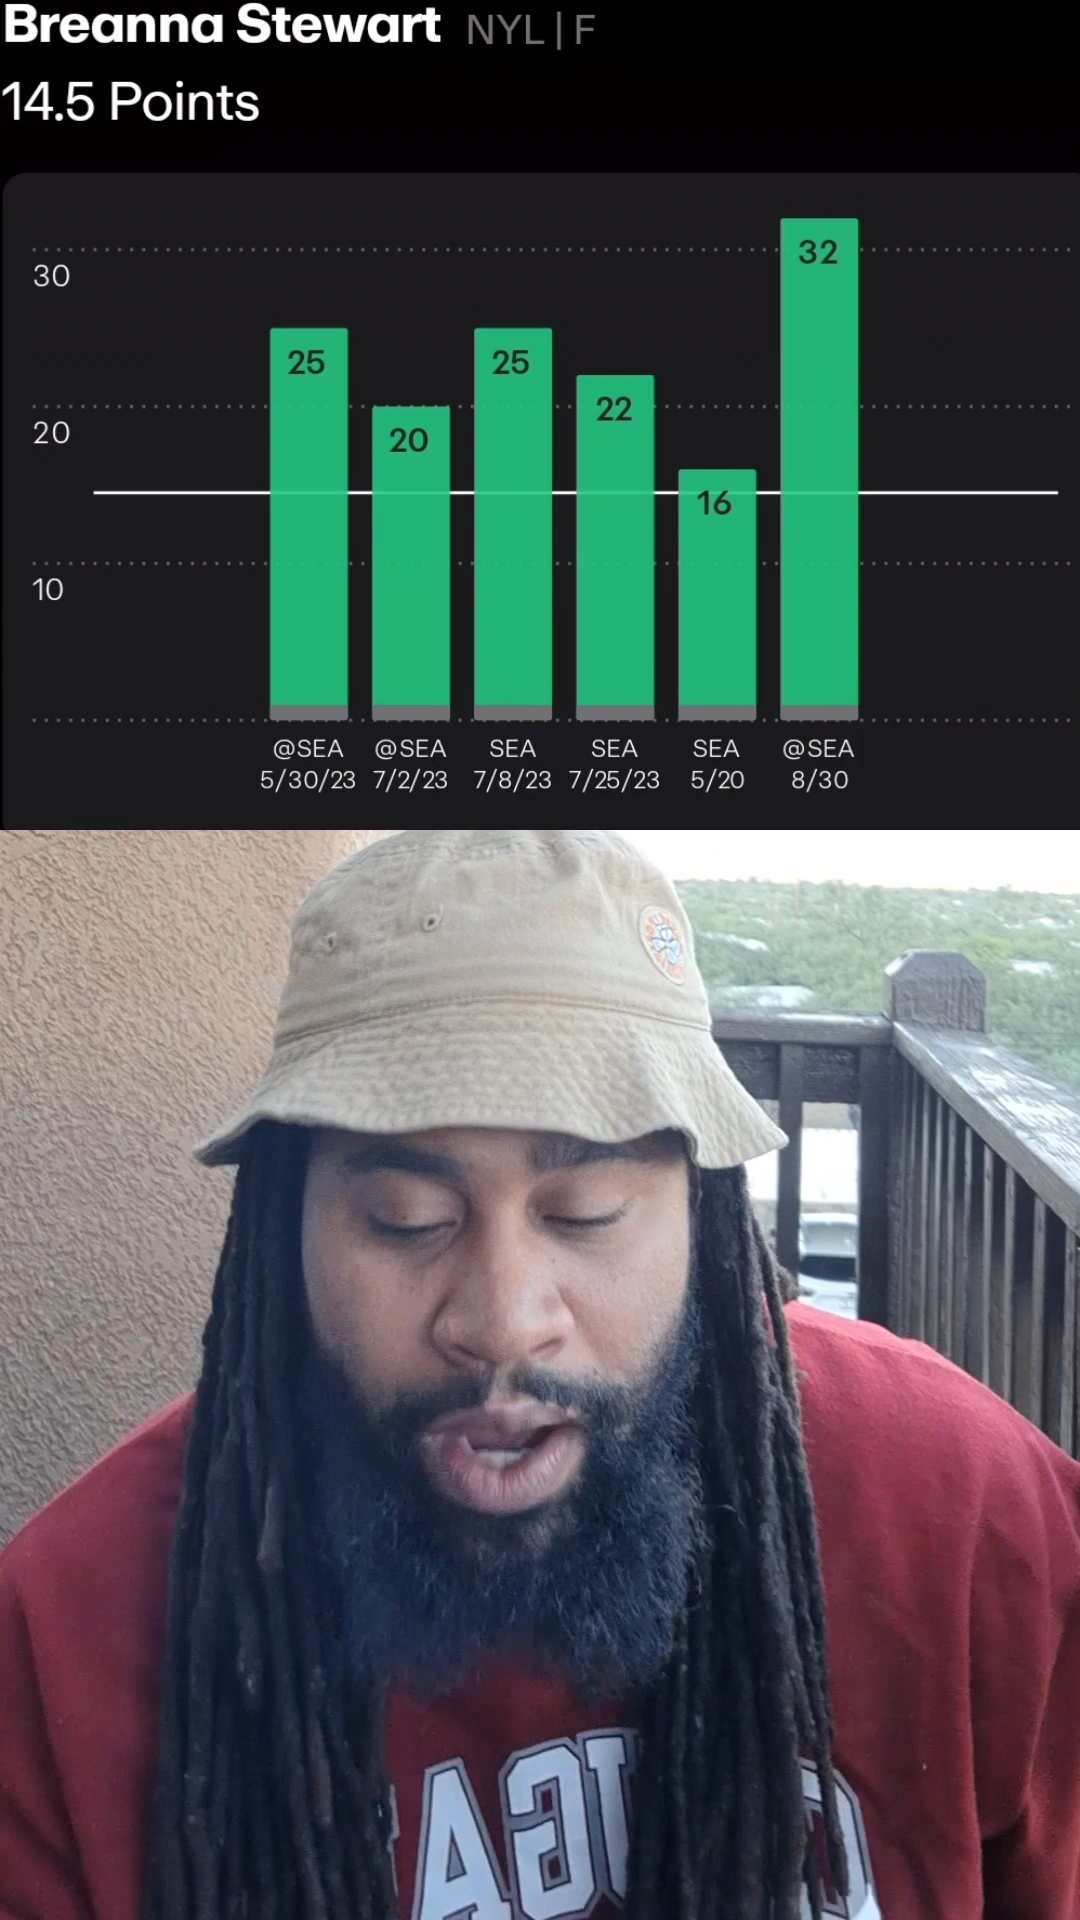 Breanna Stewart NYL | F
14.5 Points
30
20
10
25
20
25
22
16
32
@SEA @SEA SEA SEA SEA @SEA
5/30/23 7/2/23 7/8/23 7/25/23 5/20 8/30